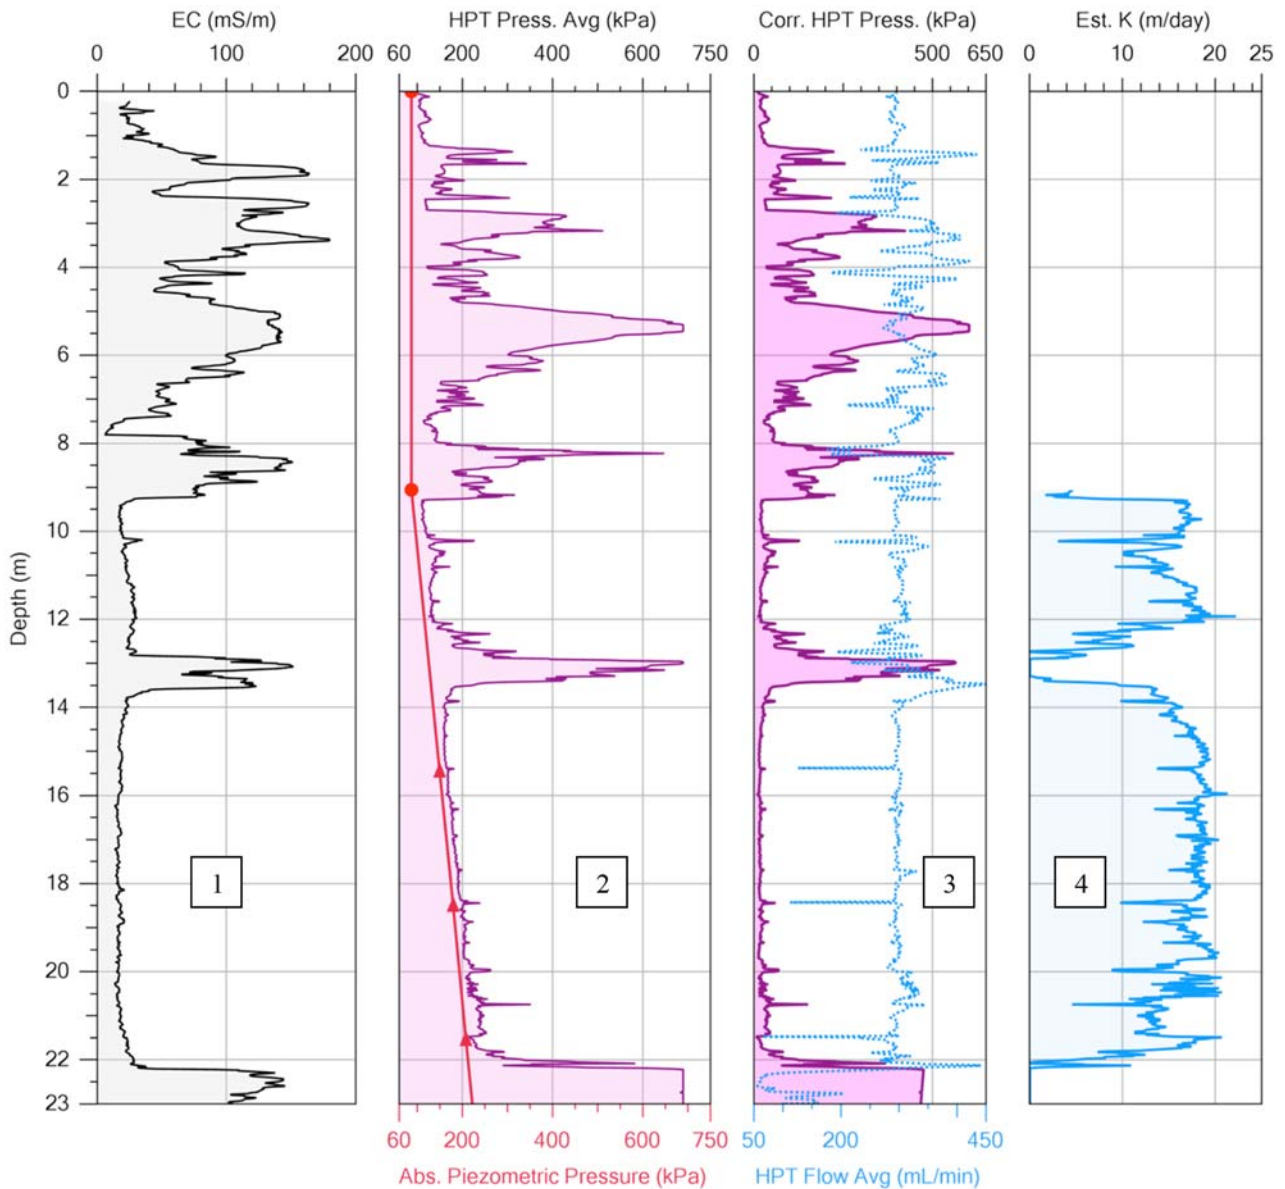 EC (mS/m) HPT Press. Avg (kPa) Corr. HPT Press. (kPa) Est. K (m/day)
0 100 200 60 200 400 600 750 0 500 650 0 10 20 25
0
2
4
6
8
10
12
14
16
18
20
22
23
Depth (m)
1 2 3 4
60 200 400 600 750 50 200 450
Abs. Piezometric Pressure (kPa) HPT Flow Avg (mL/min)